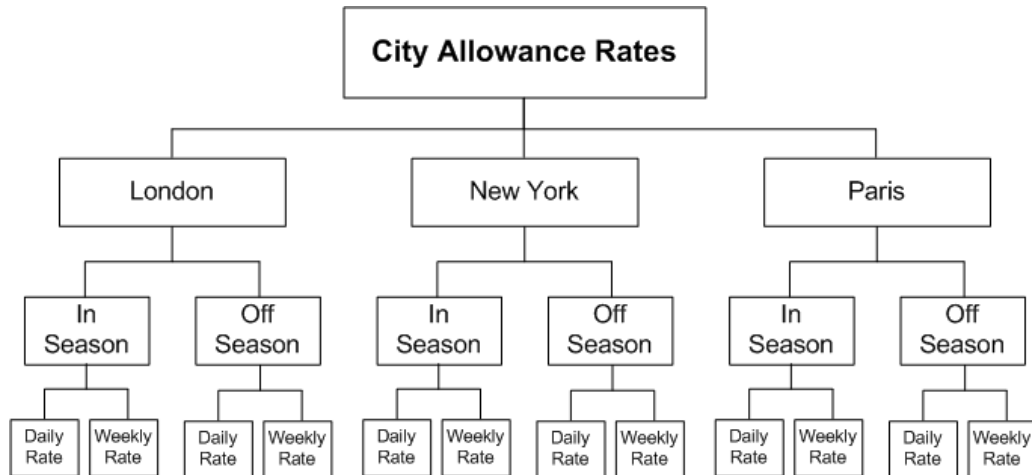 City Allowance Rates
London
New York
Paris
In
Season
Off
Season
In
Season
Off
Season
In
Season
Off
Season
Daily
Rate
Weekly
Rate
Daily
Rate
Weekly
Rate
Daily
Rate
Weekly
Rate
Daily
Rate
Weekly
Rate
Daily
Rate
Weekly
Rate
Daily
Rate
Weekly
Rate